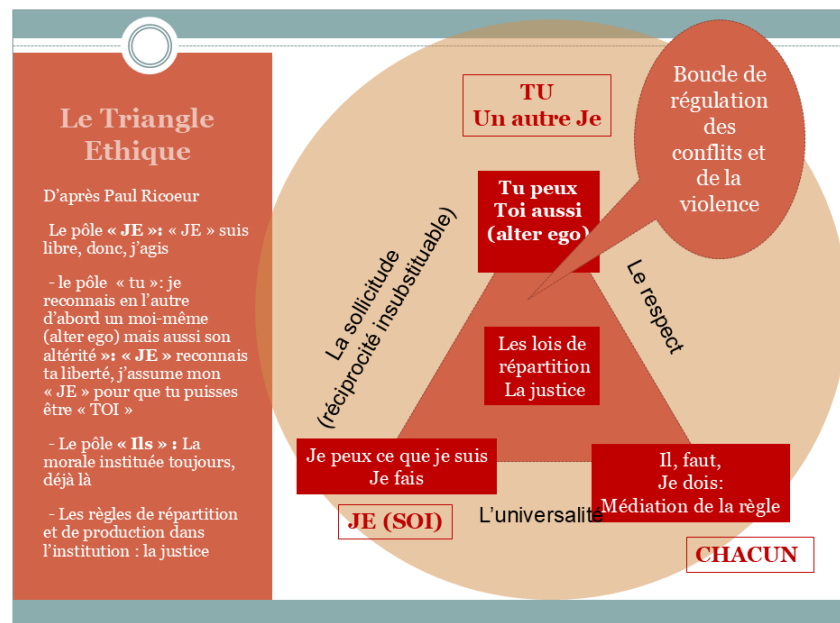 Le Triangle
Ethique
D'après Paul Ricoeur
Le pôle « JE »: « JE » suis
libre, donc, j'agis
- le pôle « tu »: je
reconnais en l'autre
d'abord un moi-même
(alter ego) mais aussi son
altérité »: « JE » reconnais
ta liberté, j'assume mon
« JE » pour que tu puisses
être « TOI »
- Le pôle « Ils » : La
morale instituée toujours,
déjà là
- Les règles de répartition
et de production dans
l'institution : la justice
TU
Un autre Je
Boucle de
régulation
des
conflits et
de la
violence
Tu peux
Toi aussi
(alter ego)
La sollicitude
(réciprocité insubstituable)
Le respect
Les lois de
répartition
La justice
Je peux ce que je suis
Je fais
Il, faut,
Je dois:
Médiation de la règle
JE (SOI)
L'universalité
CHACUN